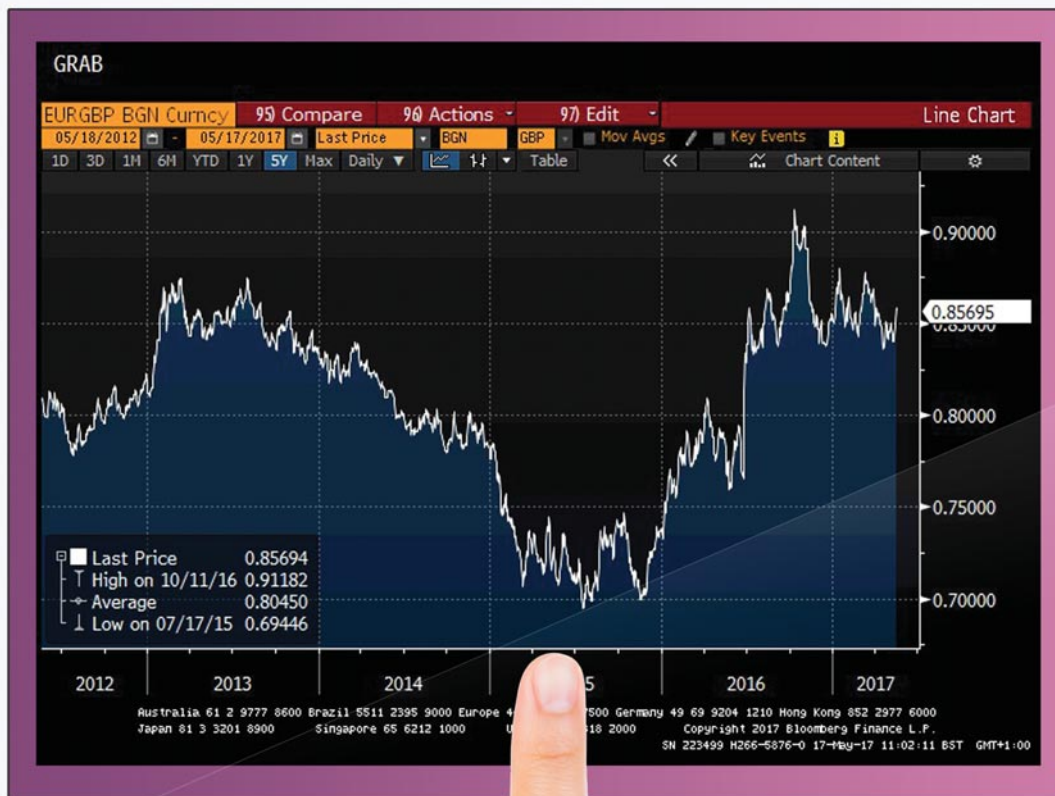 GRAB
EURGBP BGN Curncy 95) Compare 96) Actions 97) Edit Line Chart
05/18/2012 - 05/17/2017 Last Price BGN GBP Mov Avgs Key Events i
1D 3D 1M 6M YTD 1Y 5Y Max Daily Table << Chart Content
0.90000
0.85695
0.85000
0.80000
0.75000
0.70000
Last Price 0.85694
High on 10/11/16 0.91182
Average 0.80450
Low on 07/17/15 0.69446
2012 2013 2014 2016 2017
Australia 61 2 9777 8600 Brazil 5511 2395 9000 Europe 7500 Germany 49 69 9204 1210 Hong Kong 852 2977 6000
Japan 81 3 3201 8900 Singapore 65 6212 1000 2000 Copyright 2017 Bloomberg Finance L.P.
SN 223499 H266-5876-0 17-May-17 11:02:11 BST GMT+1:00